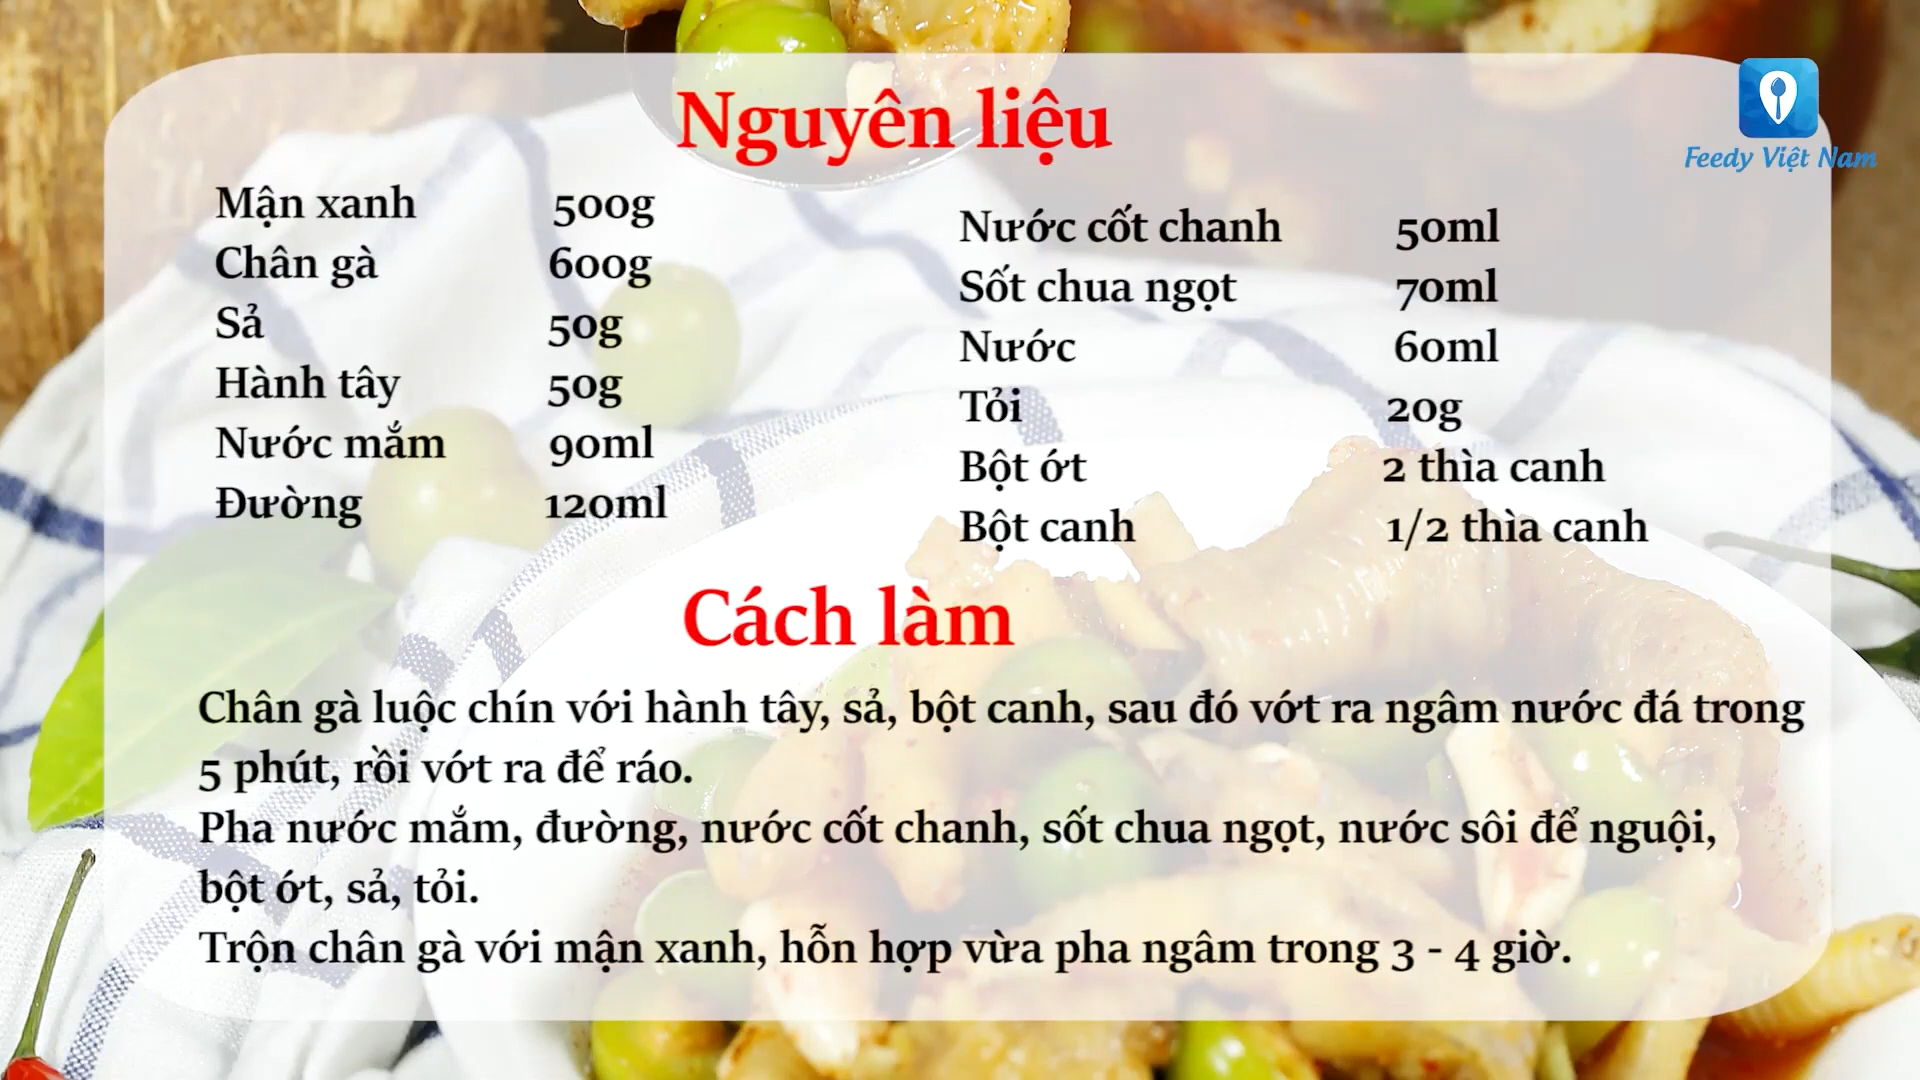 Nguyên liệu
Feedy Việt Nam
Mận xanh 500g
Chân gà 600g
Sả 50g
Hành tây 50g
Nước mắm 90ml
Đường 120ml
Nước cốt chanh 50ml
Sốt chua ngọt 70ml
Nước 60ml
Tỏi 20g
Bột ớt 2 thìa canh
Bột canh 1/2 thìa canh
Cách làm
Chân gà luộc chín với hành tây, sả, bột canh, sau đó vớt ra ngâm nước đá trong
5 phút, rồi vớt ra để ráo.
Pha nước mắm, đường, nước cốt chanh, sốt chua ngọt, nước sôi để nguội,
bột ớt, sả, tỏi.
Trộn chân gà với mận xanh, hỗn hợp vừa pha ngâm trong 3 - 4 giờ.